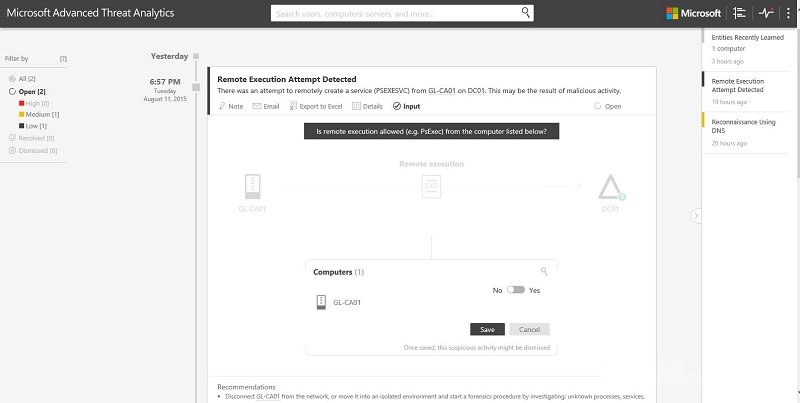 Microsoft Advanced Threat Analytics
Search users, computers, servers, and more...
Microsoft
Filter by [?]
All [2]
Open [2]
High [0]
Medium [1]
Low [1]
Resolved [0]
Dismissed [0]
Yesterday
6:57 PM
Tuesday
August 11, 2015
Remote Execution Attempt Detected
There was an attempt to remotely create a service (PSEXESVC) from GL-CA01 on DC01. This may be the result of malicious activity.
Note Email Export to Excel Details Input Open
Is remote execution allowed (e.g. PsExec) from the computer listed below?
Remote execution
EXE
GL-CA01
DC01
Computers (1)
No Yes
GL-CA01
Save Cancel
Once saved, this suspicious activity might be dismissed
Recommendations
• Disconnect GL-CA01 from the network, or move it into an isolated environment and start a forensics procedure by investigating: unknown processes, services,
Entities Recently Learned
1 computer
3 hours ago
Remote Execution
Attempt Detected
19 hours ago
Reconnaissance Using
DNS
20 hours ago